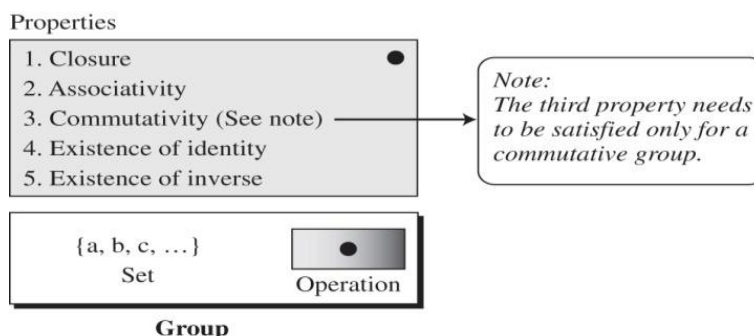 Properties
1. Closure
2. Associativity
3. Commutativity (See note)
4. Existence of identity
5. Existence of inverse
Note:
The third property needs
to be satisfied only for a
commutative group.
{a, b, c, …}
Set
Operation
Group